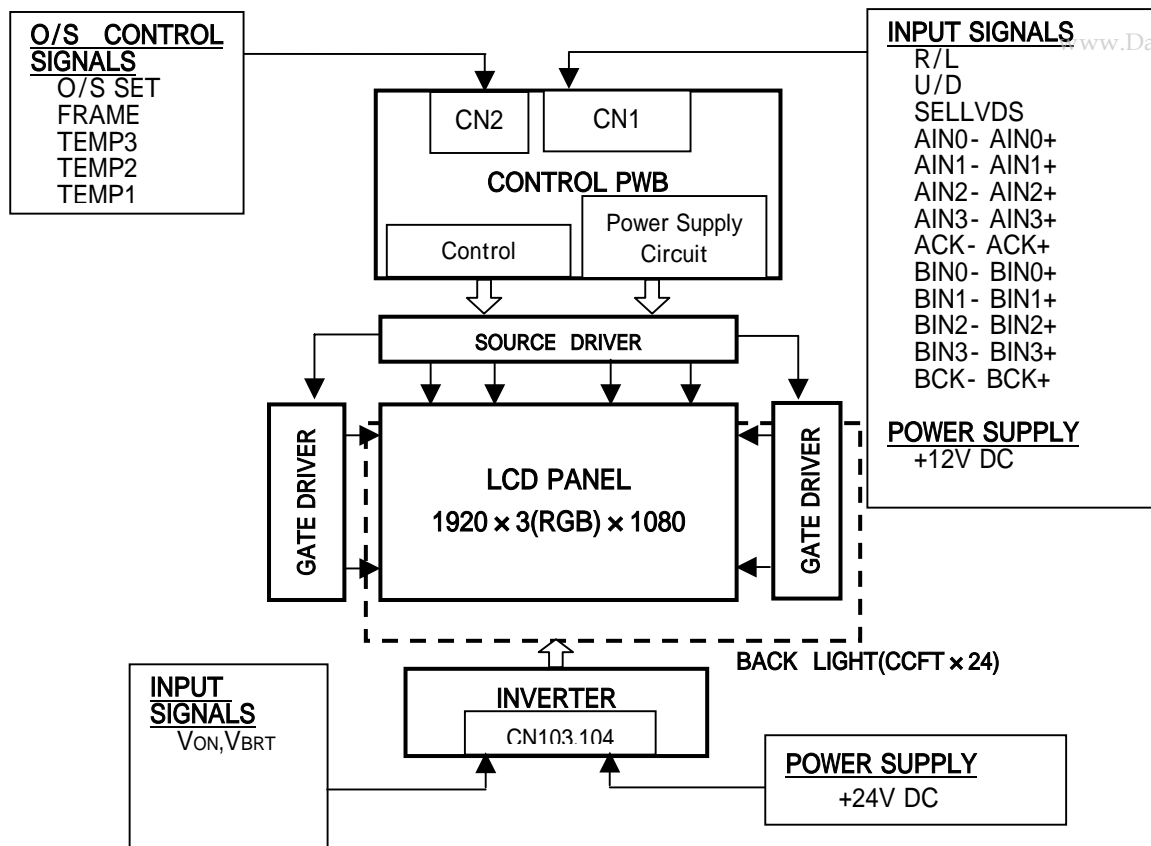 O/S CONTROL
SIGNALS
O/S SET
FRAME
TEMP3
TEMP2
TEMP1
CN2
CN1
CONTROL PWB
Control
Power Supply
Circuit
INPUT SIGNALS
www.Da
R/L
U/D
SELLVDS
AIN0- AIN0+
AIN1- AIN1+
AIN2- AIN2+
AIN3- AIN3+
ACK- ACK+
BIN0- BIN0+
BIN1- BIN1+
BIN2- BIN2+
BIN3- BIN3+
BCK- BCK+
POWER SUPPLY
+12V DC
SOURCE DRIVER
GATE DRIVER
LCD PANEL
1920 × 3(RGB) × 1080
GATE DRIVER
BACK LIGHT(CCFT × 24)
INPUT
SIGNALS
VON,VBRT
INVERTER
CN103.104
POWER SUPPLY
+24V DC